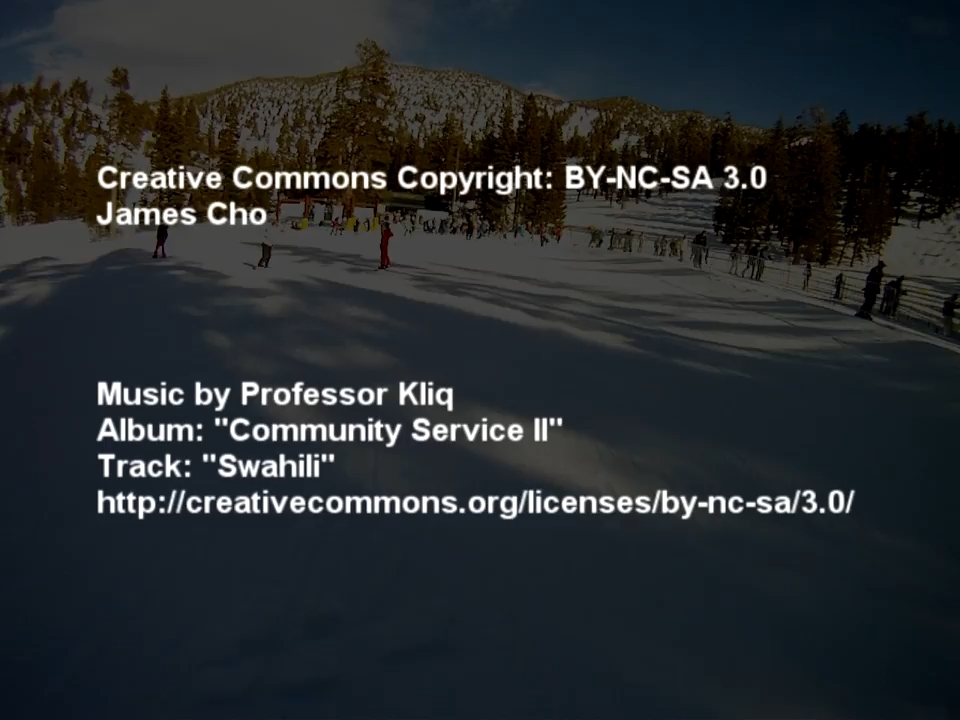 Creative Commons Copyright: BY-NC-SA 3.0
James Cho
Music by Professor Kliq
Album: "Community Service II"
Track: "Swahili"
http://creativecommons.org/licenses/by-nc-sa/3.0/